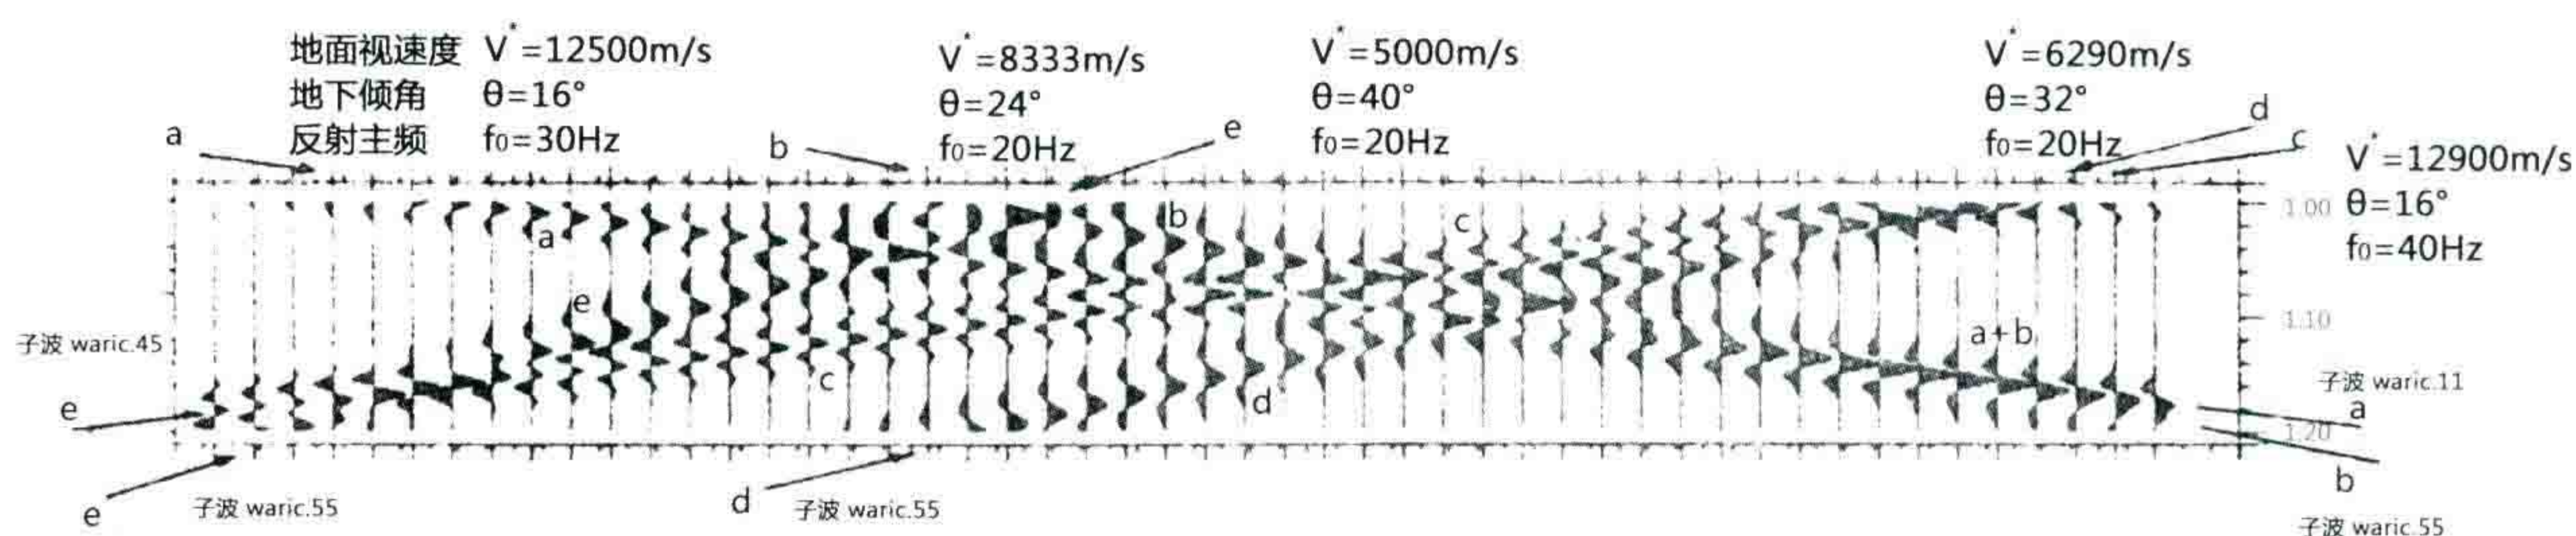 地面视速度 V*=12500m/s
地下倾角 θ=16°
反射主频 f0=30Hz
V*=8333m/s
θ=24°
f0=20Hz
V*=5000m/s
θ=40°
f0=20Hz
V*=6290m/s
θ=32°
f0=20Hz
V*=12900m/s
θ=16°
f0=40Hz
a
b
e
d
c
a
b
c
1.00
e
1.10
a+b
子波 waric.45
c
d
子波 waric.11
e
a
1.20
b
e
子波 waric.55
d
子波 waric.55
子波 waric.55